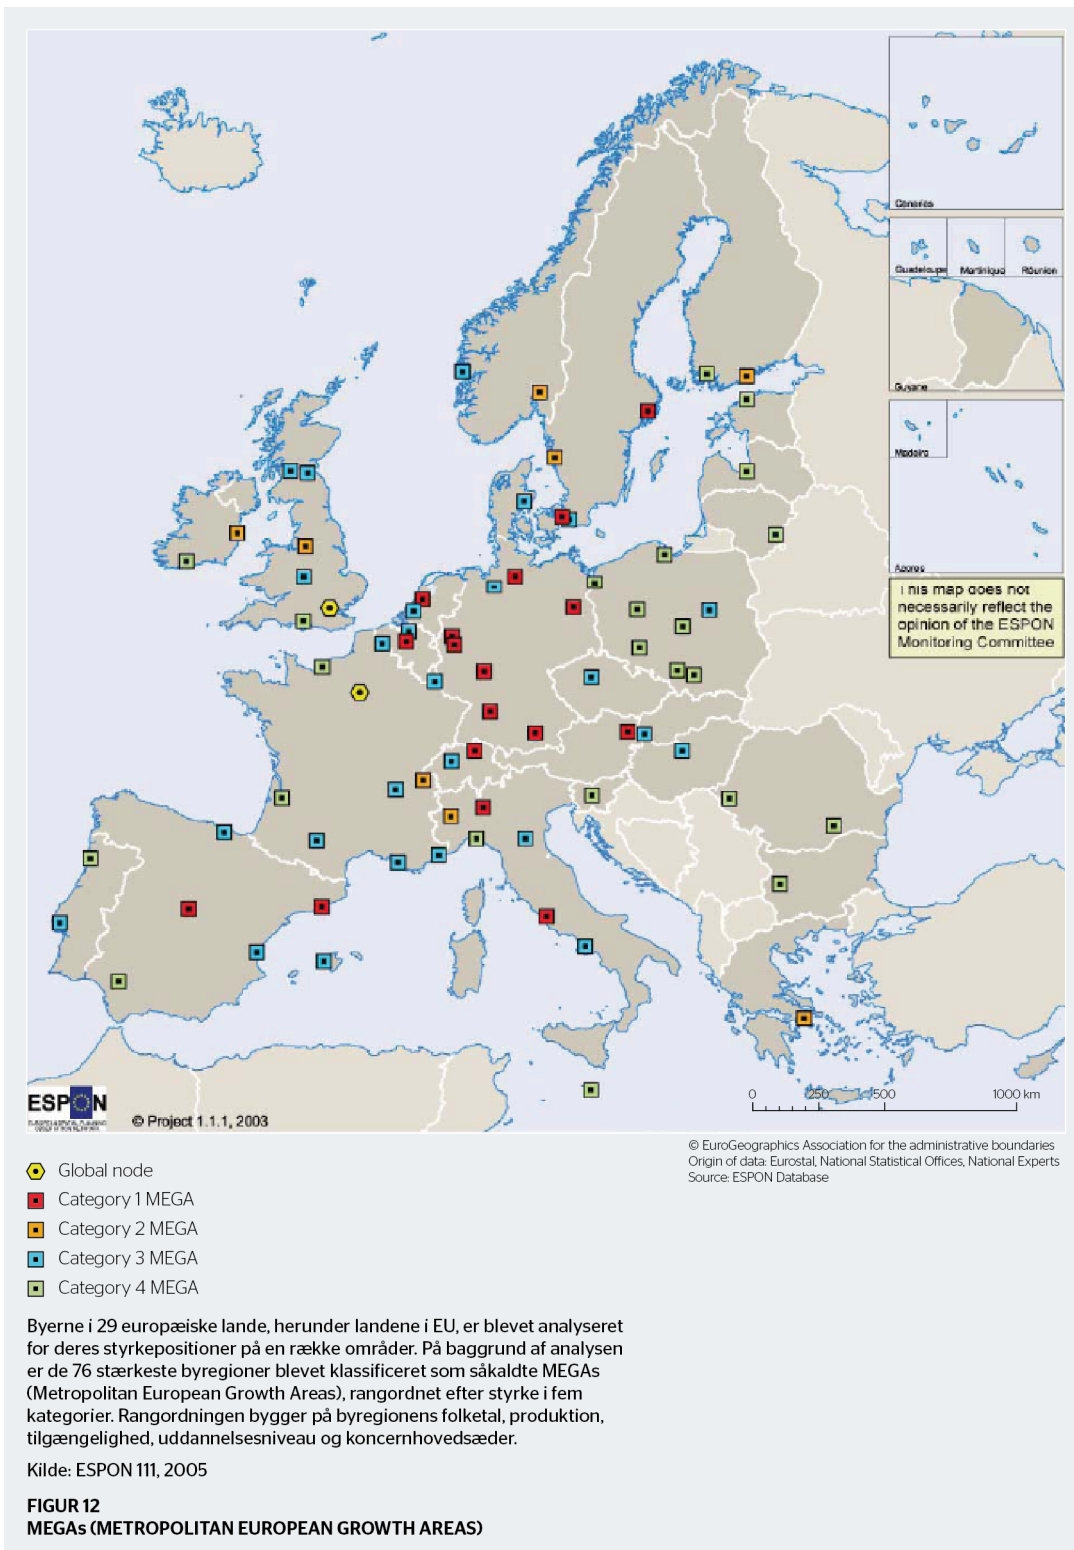 Canarias
Guadeloupe
Martinique
Réunion
Guyane
Madeira
Azores
This map does not
necessarily reflect the
opinion of the ESPON
Monitoring Committee
ESPON
© Project 1.1.1, 2003
0 250 500 1000 km
© EuroGeographics Association for the administrative boundaries
Origin of data: Eurostal, National Statistical Offices, National Experts
Source: ESPON Database
Global node
Category 1 MEGA
Category 2 MEGA
Category 3 MEGA
Category 4 MEGA
Byerne i 29 europæiske lande, herunder landene i EU, er blevet analyseret
for deres styrkepositioner på en række områder. På baggrund af analysen
er de 76 stærkeste byregioner blevet klassificeret som såkaldte MEGAs
(Metropolitan European Growth Areas), rangordnet efter styrke i fem
kategorier. Rangordningen bygger på byregionens folketal, produktion,
tilgængelighed, uddannelsesniveau og koncernhovedsæder.
Kilde: ESPON 111, 2005
FIGUR 12
MEGAs (METROPOLITAN EUROPEAN GROWTH AREAS)